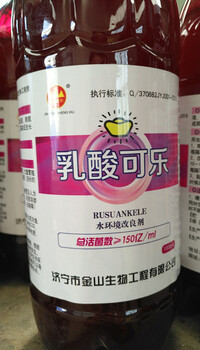 执行标准：Q/370882JYJ001
乳酸可乐
RUSUANKELE
水环境改良剂
总活菌数≥150亿/ml
济宁市金山生物工程有限公司